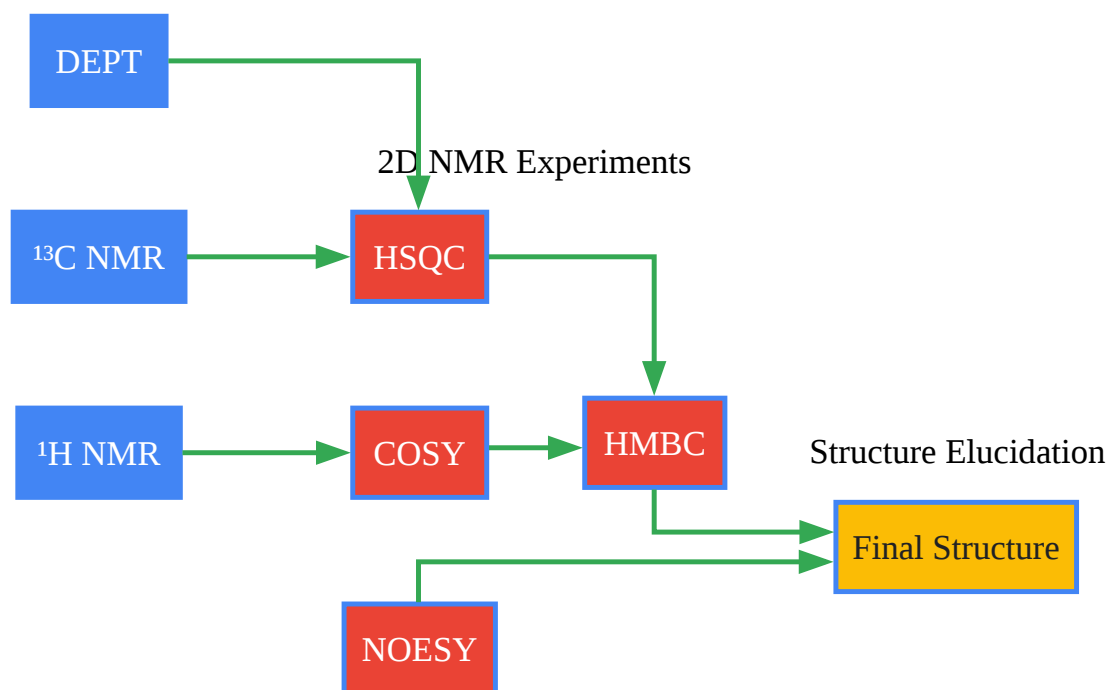 DEPT
2D NMR Experiments
¹³C NMR
HSQC
¹H NMR
COSY
HMBC
Structure Elucidation
Final Structure
NOESY